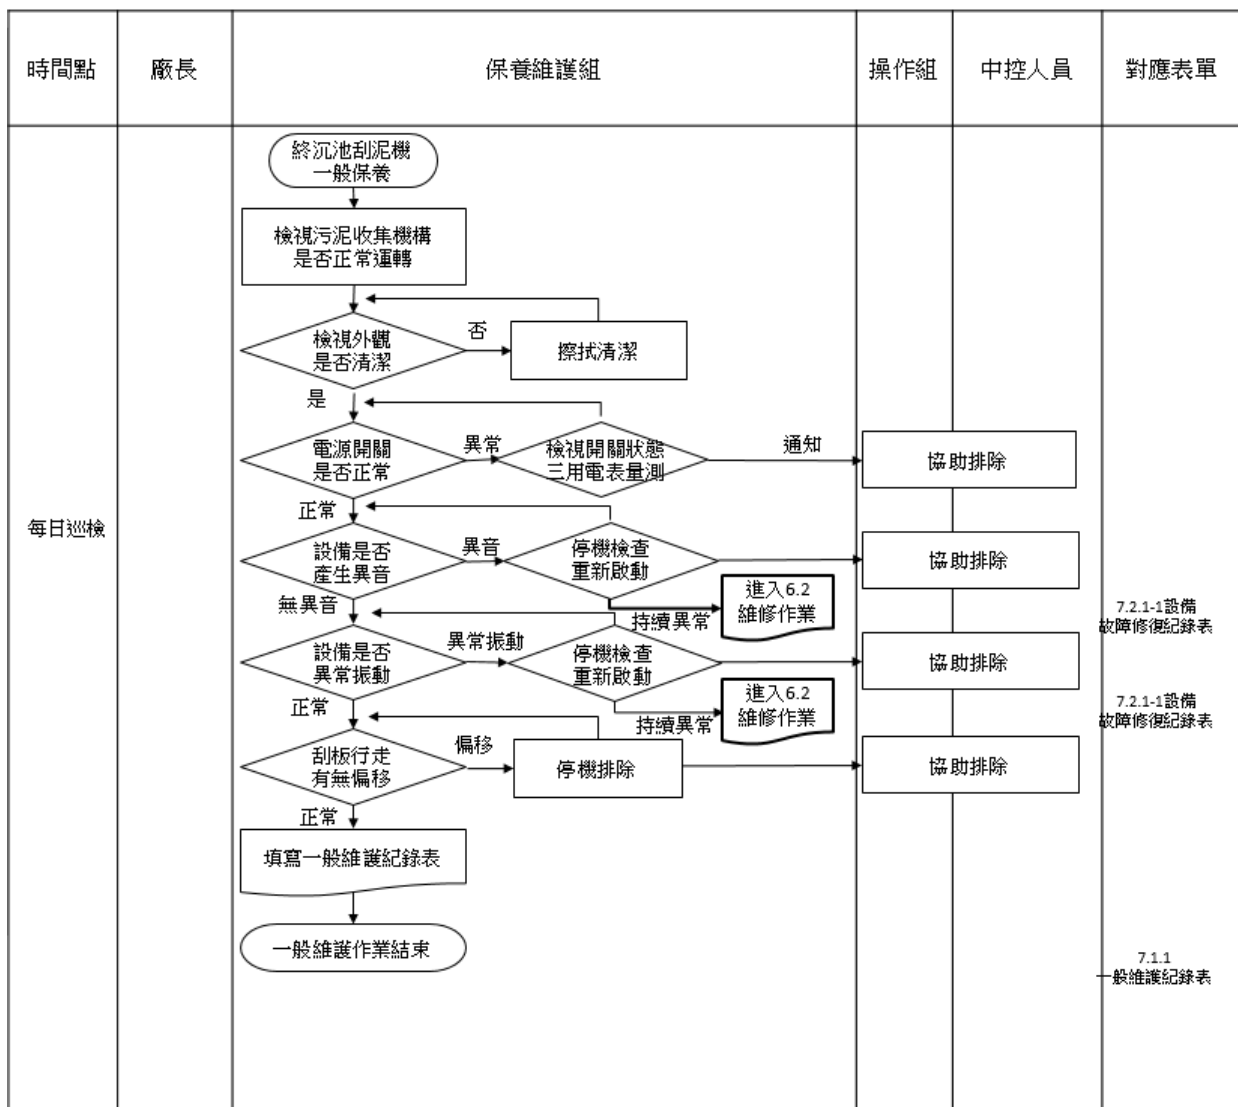 時間點
廠長
保養維護組
操作組
中控人員
對應表單
終沉池刮泥機
一般保養
檢視污泥收集機構
是否正常運轉
檢視外觀
是否清潔
否
擦拭清潔
是
電源開關
是否正常
異常
檢視開關狀態
三用電表量測
通知
協助排除
正常
每日巡檢
設備是否
產生異音
異音
停機檢查
重新啟動
協助排除
無異音
持續異常
進入6.2
維修作業
7.2.1-1設備
故障修復紀錄表
設備是否
異常振動
異常振動
停機檢查
重新啟動
協助排除
正常
持續異常
進入6.2
維修作業
7.2.1-1設備
故障修復紀錄表
刮板行走
有無偏移
偏移
停機排除
協助排除
正常
填寫一般維護紀錄表
一般維護作業結束
7.1.1
一般維護紀錄表